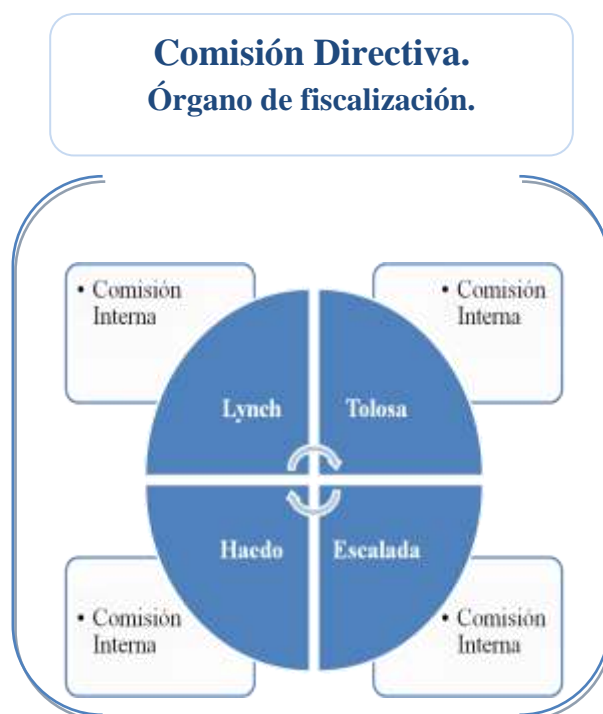 Comisión Directiva.
Órgano de fiscalización.
• Comisión
Interna
• Comisión
Interna
Lynch
Tolosa
Haedo
Escalada
• Comisión
Interna
• Comisión
Interna